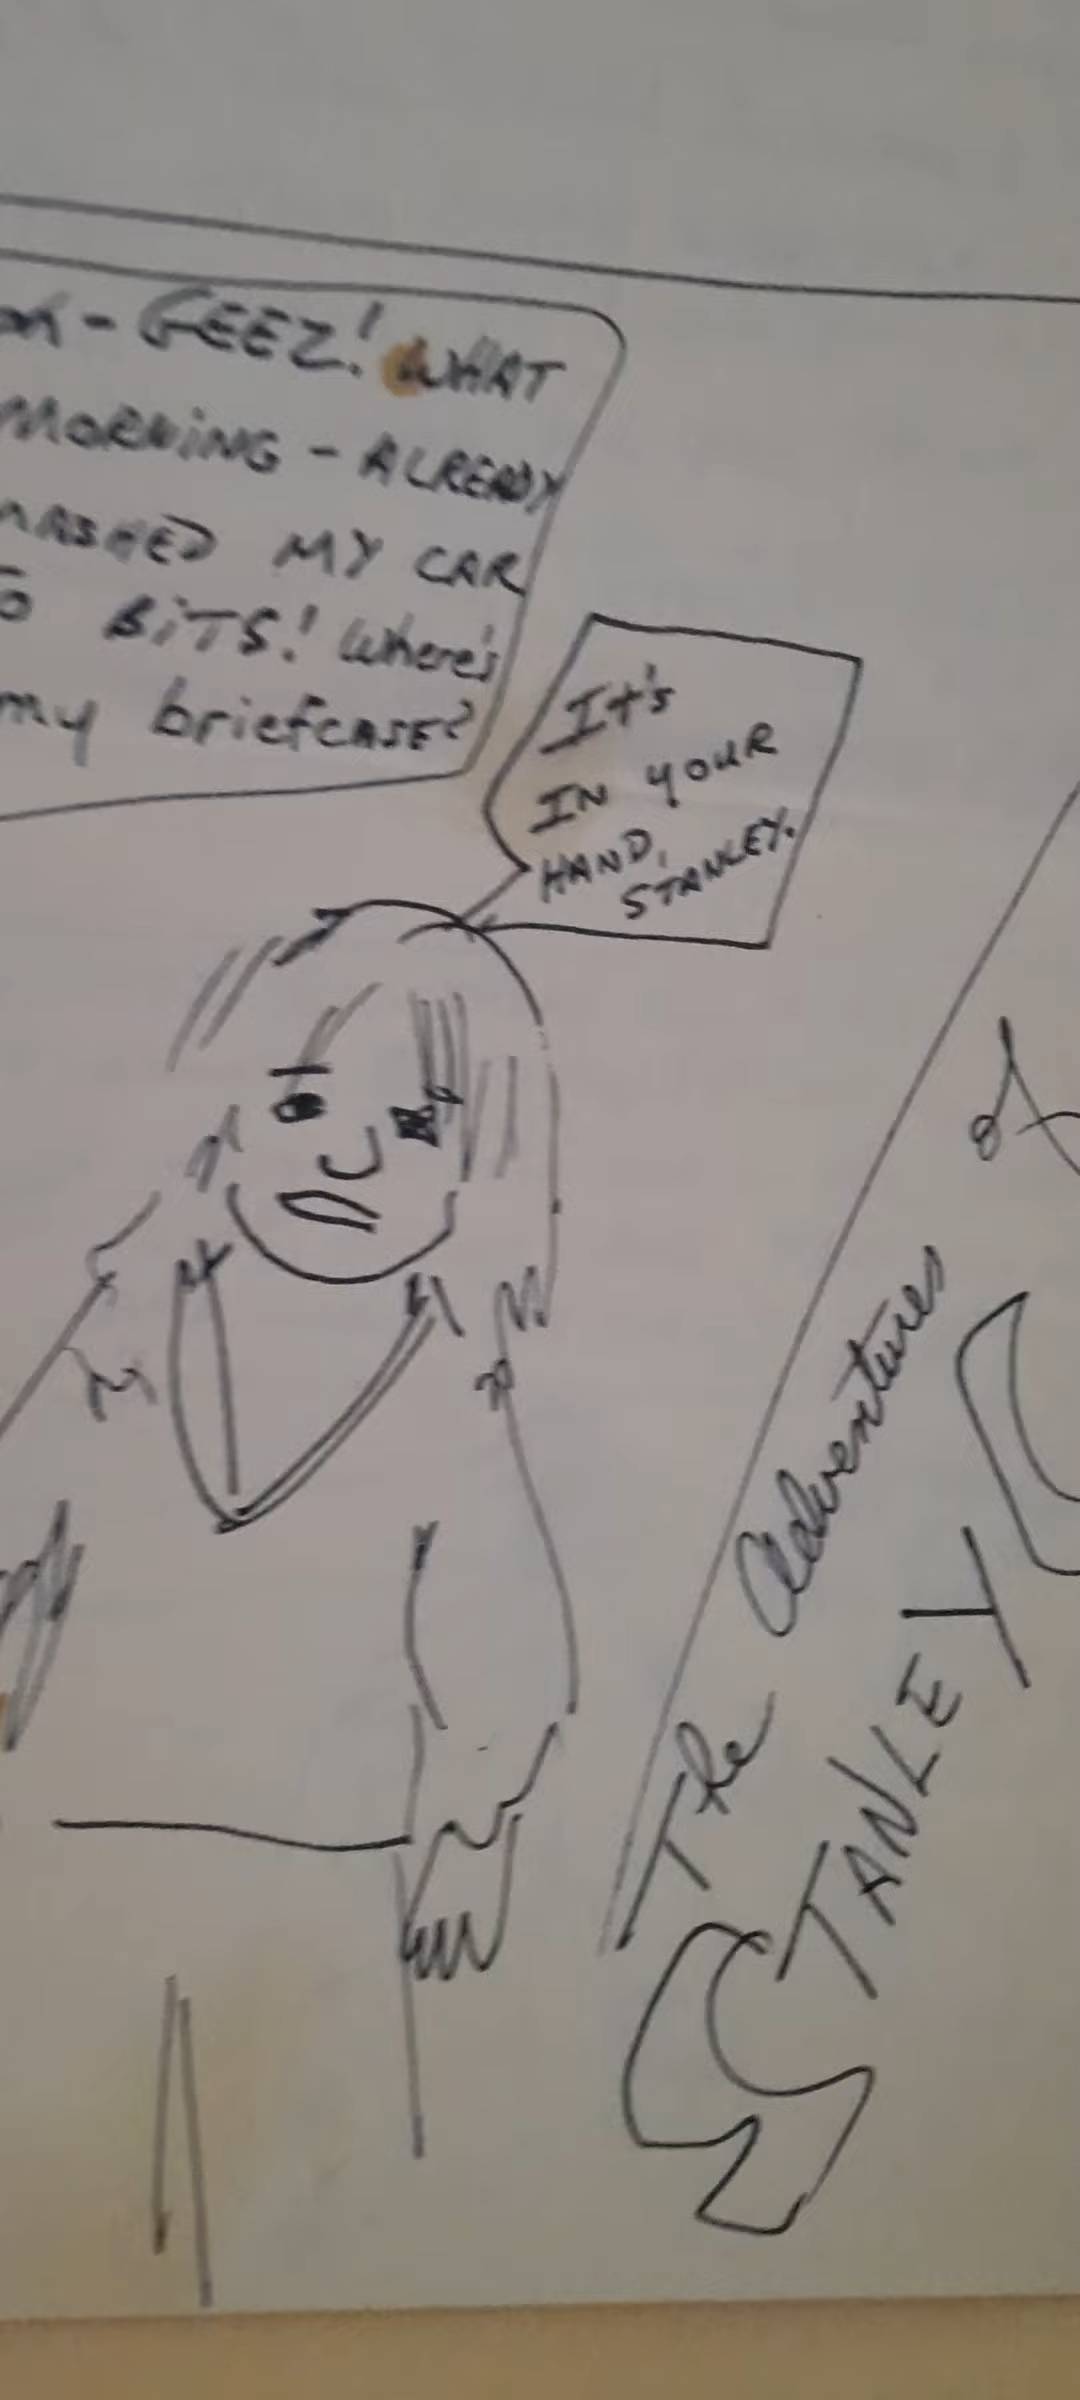 - GEEZ! WHAT
MORNING - ALREADY
MY CAR
BITS! Where's
my briefcase?
It's
IN YOUR
HAND,
STANLEY.
The Adventures
of
STANLEY